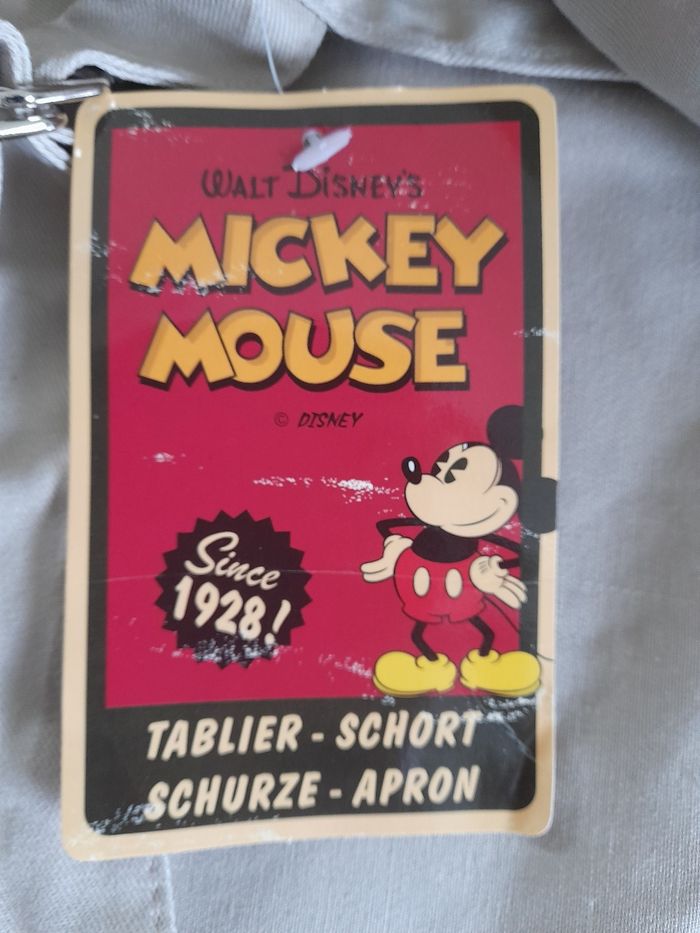 WALT DISNEY'S
MICKEY
MOUSE
© DISNEY
Since
1928!
TABLIER - SCHORT
SCHURZE - APRON